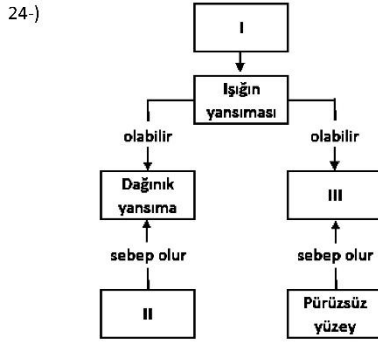 24-)
I
Işığın
yansıması
olabilir
olabilir
Dağınık
yansıma
III
sebep olur
sebep olur
II
Pürüzsüz
yüzey